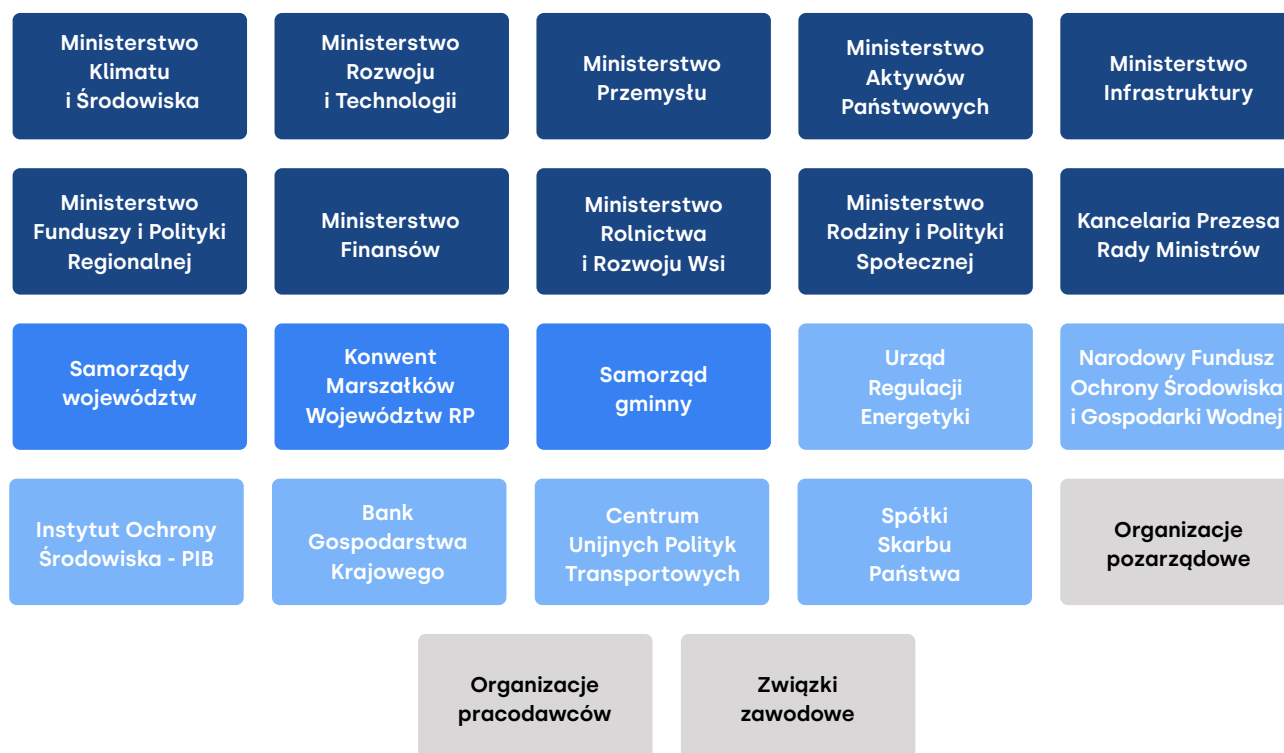 Ministerstwo
Klimatu
i Środowiska
Ministerstwo
Rozwoju
i Technologii
Ministerstwo
Przemysłu
Ministerstwo
Aktywów
Państwowych
Ministerstwo
Infrastruktury
Ministerstwo
Funduszy i Polityki
Regionalnej
Ministerstwo
Finansów
Ministerstwo
Rolnictwa
i Rozwoju Wsi
Ministerstwo
Rodziny i Polityki
Społecznej
Kancelaria Prezesa
Rady Ministrów
Samorządy
województw
Konwent
Marszałków
Województw RP
Samorząd
gminny
Urząd
Regulacji
Energetyki
Narodowy Fundusz
Ochrony Środowiska
i Gospodarki Wodnej
Instytut Ochrony
Środowiska - PIB
Bank
Gospodarstwa
Krajowego
Centrum
Unijnych Polityk
Transportowych
Spółki
Skarbu
Państwa
Organizacje
pozarządowe
Organizacje
pracodawców
Związki
zawodowe